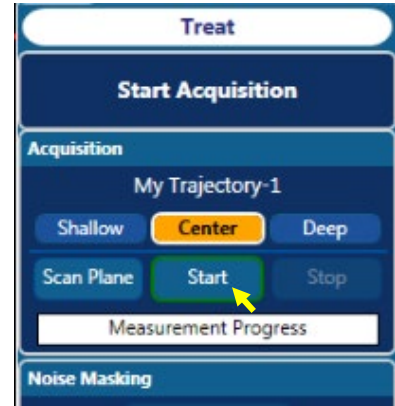 Treat
Start Acquisition
Acquisition
My Trajectory-1
Shallow Center Deep
Scan Plane Start Stop
Measurement Progress
Noise Masking